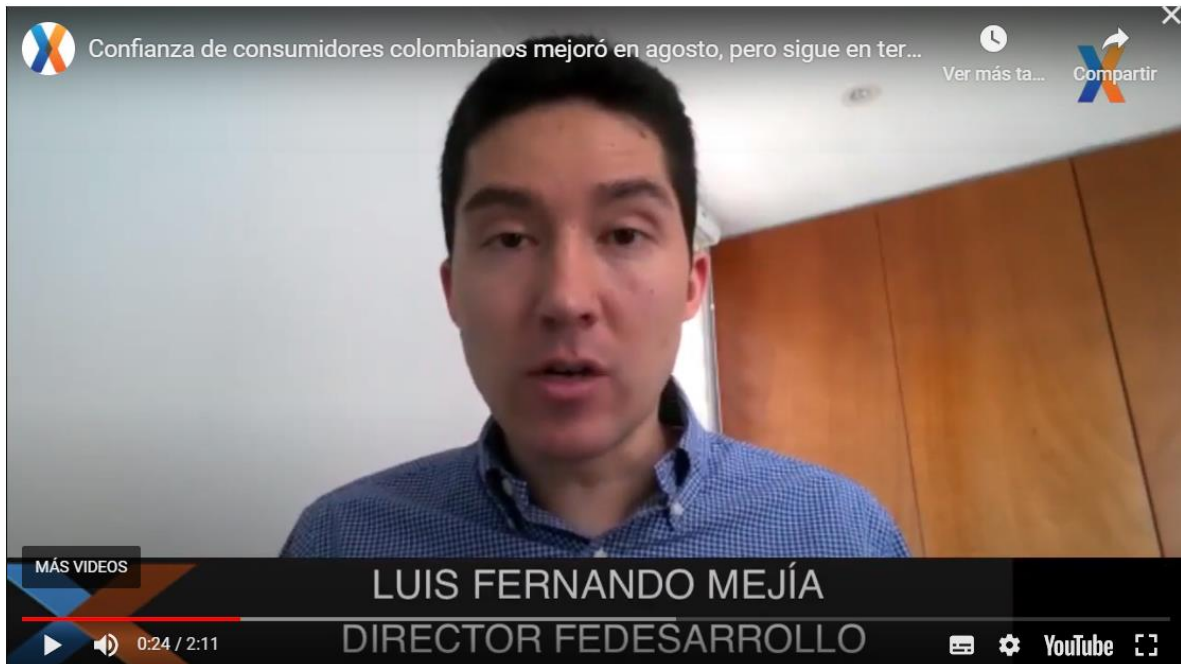 Confianza de consumidores colombianos mejoró en agosto, pero sigue en ter...
Ver más ta...
Compartir
MÁS VIDEOS
LUIS FERNANDO MEJÍA
DIRECTOR FEDESARROLLO
0:24 / 2:11
YouTube